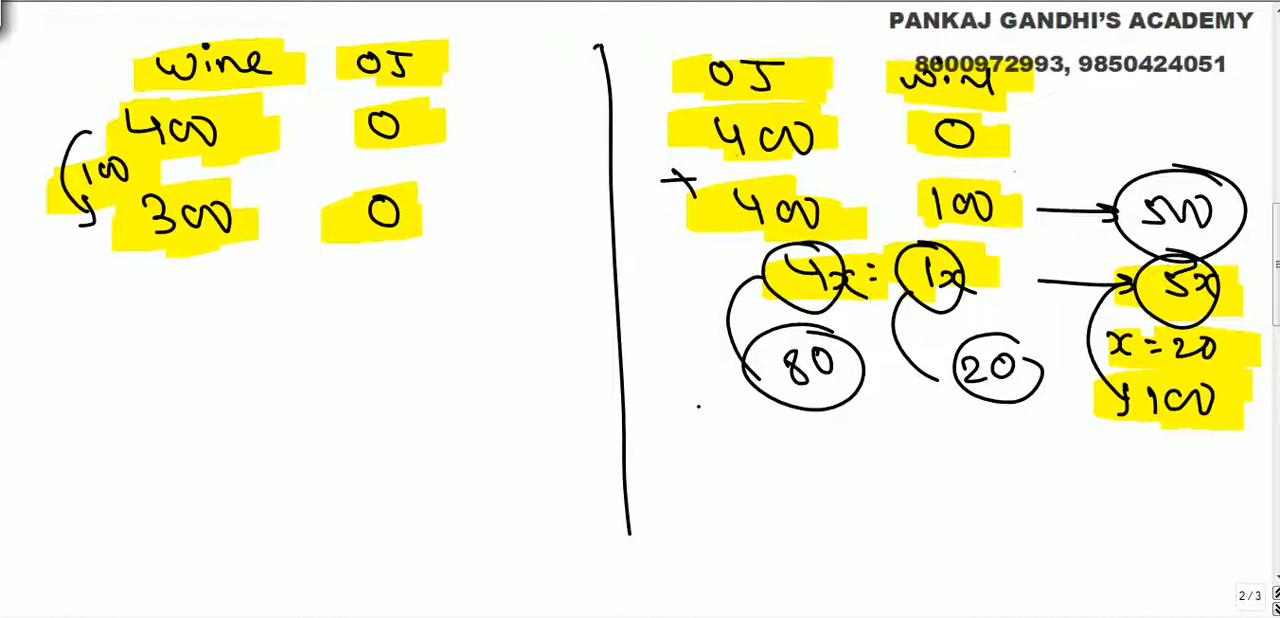 PANKAJ GANDHI'S ACADEMY
8000972993, 9850424051
wine OJ
400 0
100
300 0
OJ wine
400 0
+ 400 100 → 500
4x : 1x → 5x
x = 20
80 20 100
2 / 3